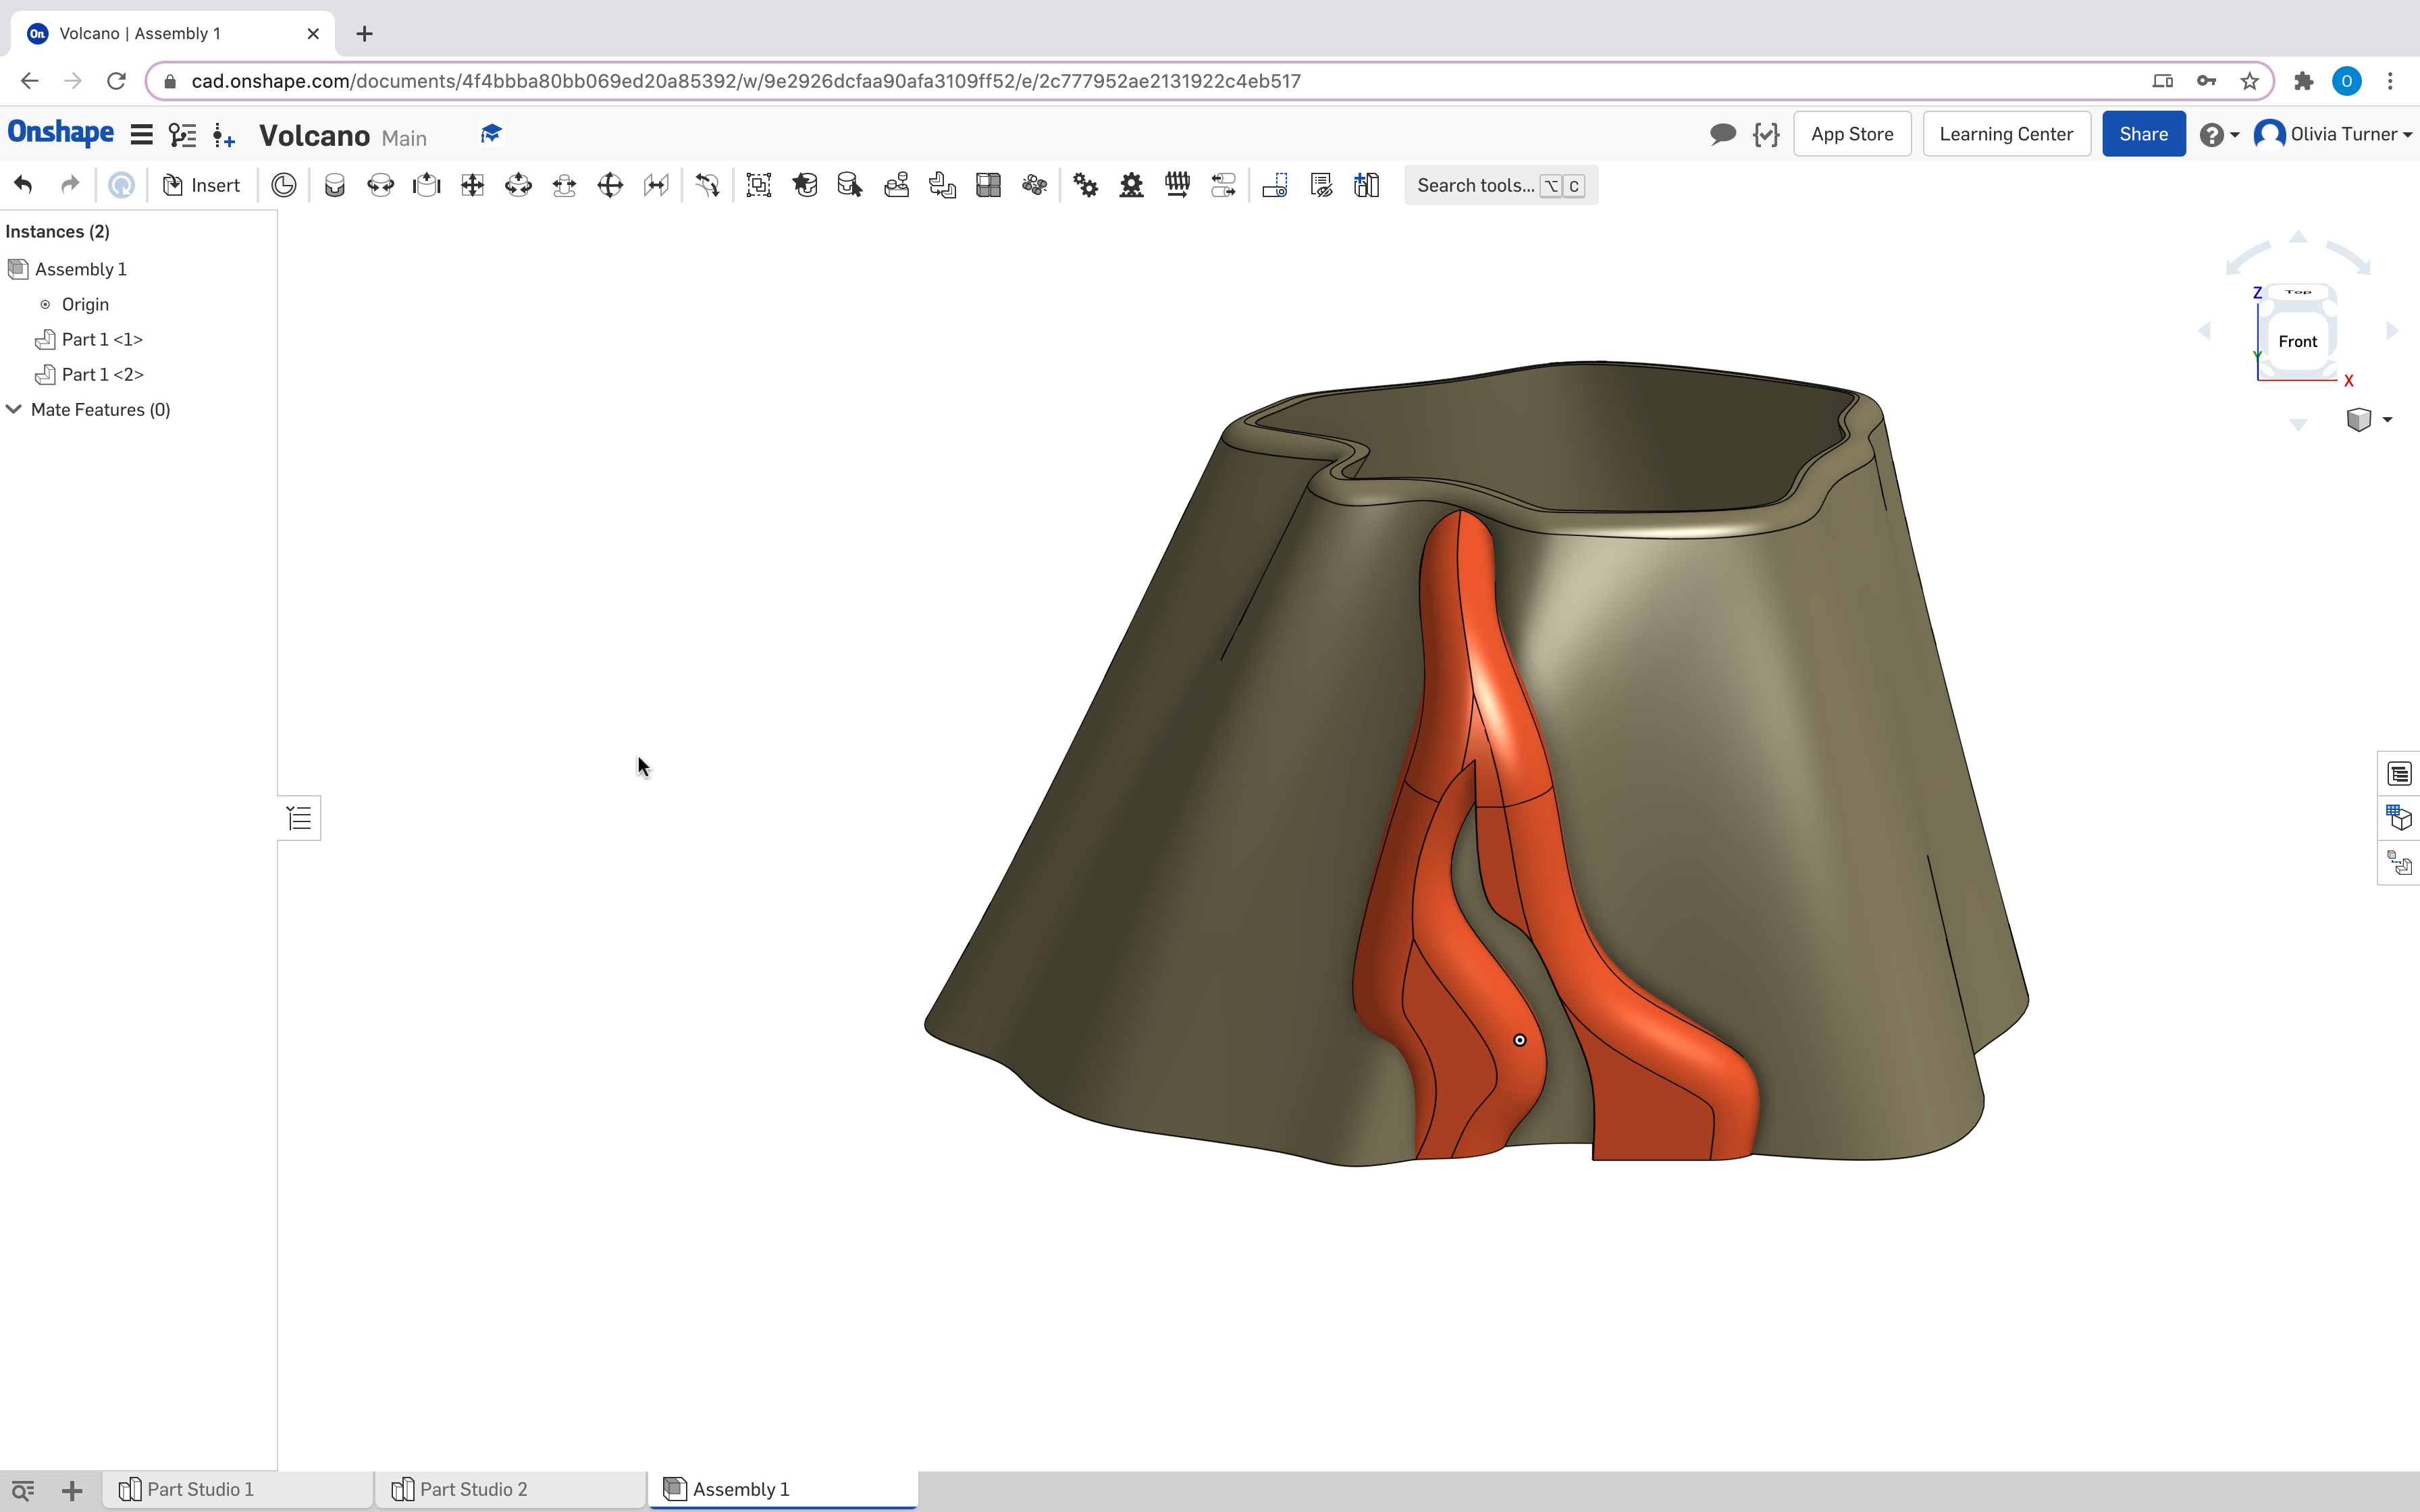 On
Volcano | Assembly 1
cad.onshape.com/documents/4f4bbba80bb069ed20a85392/w/9e2926dcfaa90afa3109ff52/e/2c777952ae2131922c4eb517
O
Onshape
Volcano Main
App Store
Learning Center
Share
Olivia Turner
Insert
Search tools... ⌥ C
Instances (2)
Assembly 1
Origin
Part 1 <1>
Part 1 <2>
Mate Features (0)
Z
Top
Front
Y
X
Part Studio 1
Part Studio 2
Assembly 1